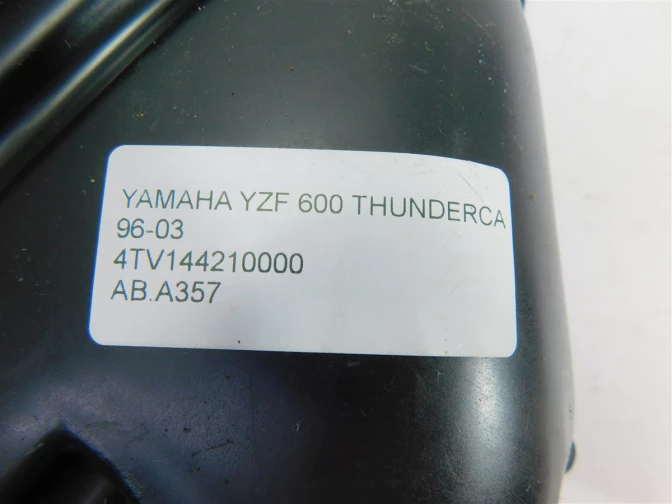 YAMAHA YZF 600 THUNDERCA
96-03
4TV144210000
AB.A357